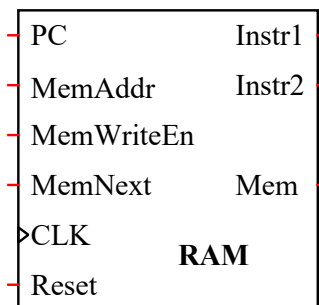 PC Instr1
MemAddr Instr2
MemWriteEn
MemNext Mem
CLK
RAM
Reset